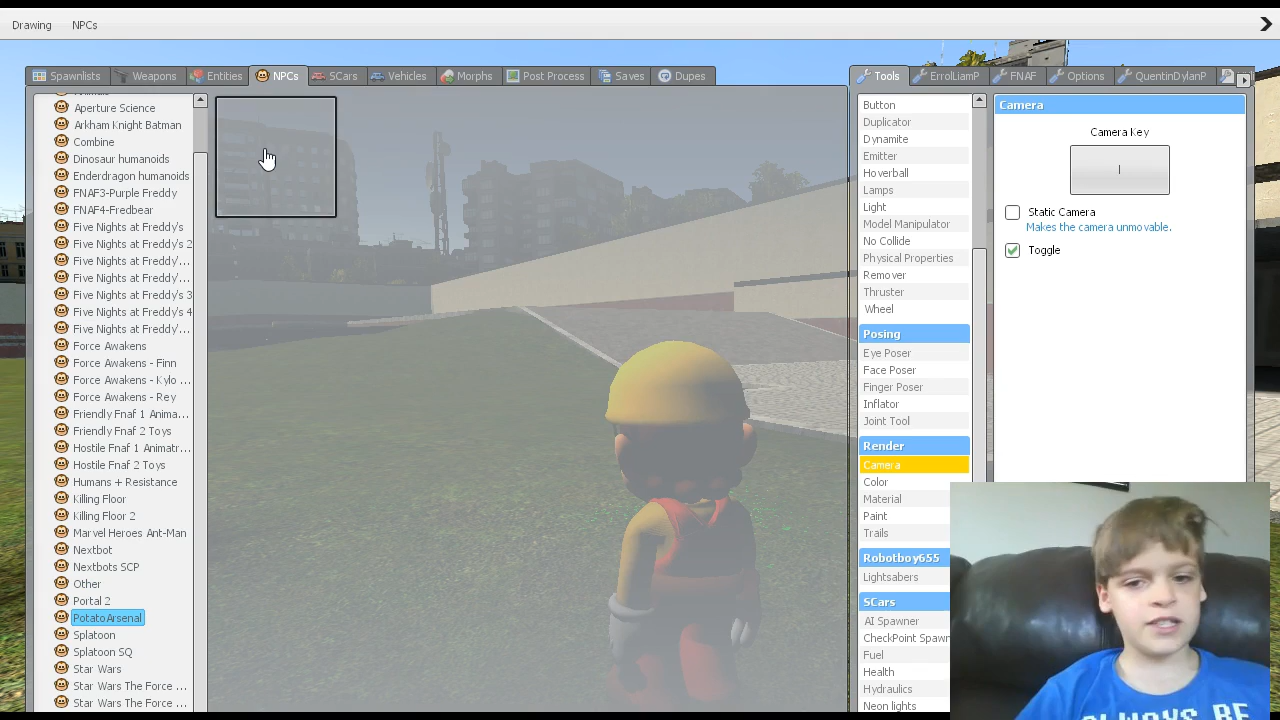 Drawing NPCs
Spawnlists Weapons Entities NPCs SCars Vehicles Morphs Post Process Saves Dupes
Aperture Science
Arkham Knight Batman
Combine
Dinosaur humanoids
Enderdragon humanoids
FNAF3-Purple Freddy
FNAF4-Fredbear
Five Nights at Freddy's
Five Nights at Freddy's 2
Five Nights at Freddy'...
Five Nights at Freddy'...
Five Nights at Freddy's 3
Five Nights at Freddy's 4
Five Nights at Freddy'...
Force Awakens
Force Awakens - Finn
Force Awakens - Kylo ...
Force Awakens - Rey
Friendly Fnaf 1 Anima...
Friendly Fnaf 2 Toys
Hostile Fnaf 1 Animatr...
Hostile Fnaf 2 Toys
Humans + Resistance
Killing Floor
Killing Floor 2
Marvel Heroes Ant-Man
Nextbot
Nextbots SCP
Other
Portal 2
PotatoArsenal
Splatoon
Splatoon SQ
Star Wars
Star Wars The Force ...
Star Wars The Force ...
Tools ErrolLiamP FNAF Options QuentinDylanP
Button
Duplicator
Dynamite
Emitter
Hoverball
Lamps
Light
Model Manipulator
No Collide
Physical Properties
Remover
Thruster
Wheel
Posing
Eye Poser
Face Poser
Finger Poser
Inflator
Joint Tool
Render
Camera
Color
Material
Paint
Trails
Robotboy655
Lightsabers
SCars
AI Spawner
CheckPoint Spawn
Fuel
Health
Hydraulics
Neon lights
Camera
Camera Key
I
Static Camera
Makes the camera unmovable.
Toggle
ALWAYS BE